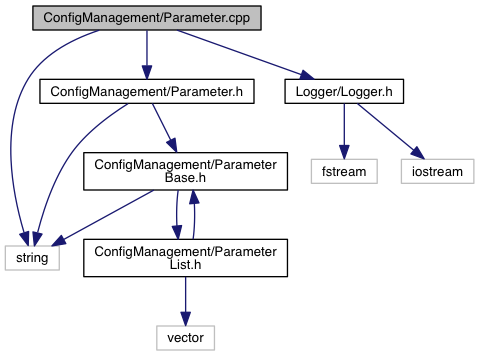 ConfigManagement/Parameter.cpp
ConfigManagement/Parameter.h
Logger/Logger.h
ConfigManagement/Parameter
Base.h
fstream
iostream
string
ConfigManagement/Parameter
List.h
vector